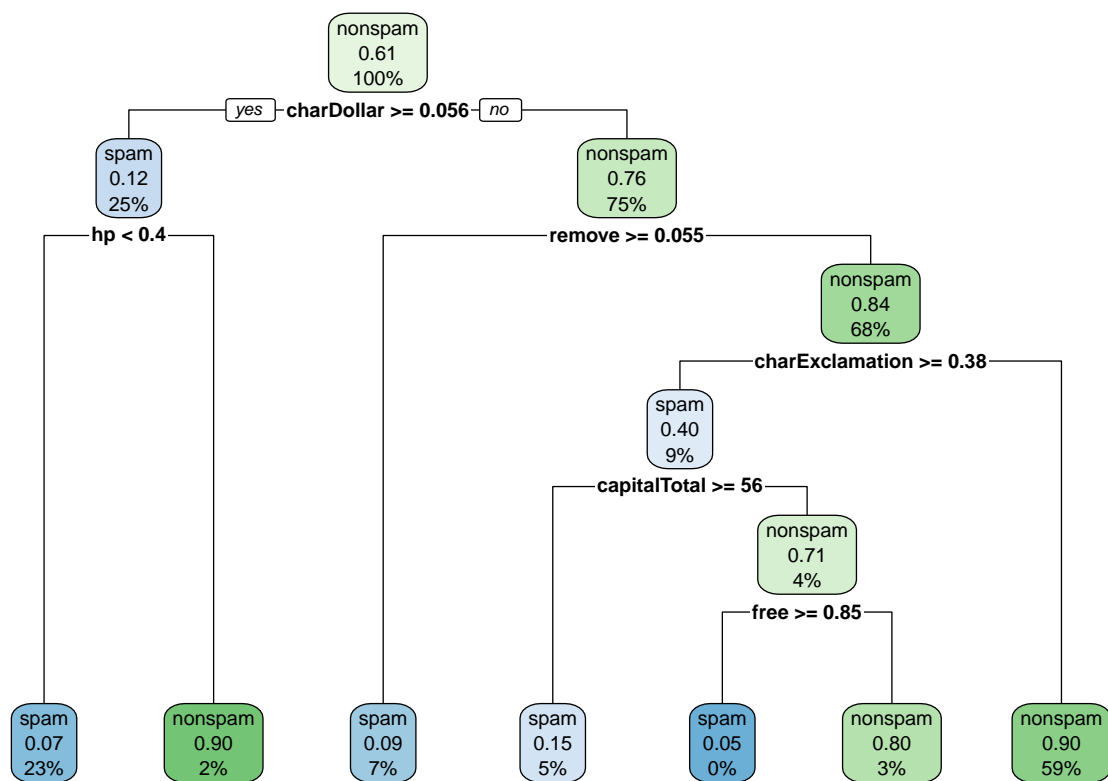 nonspam
0.61
100%
yes charDollar >= 0.056 no
spam
0.12
25%
nonspam
0.76
75%
hp < 0.4
remove >= 0.055
nonspam
0.84
68%
charExclamation >= 0.38
spam
0.40
9%
capitalTotal >= 56
nonspam
0.71
4%
free >= 0.85
spam
0.07
23%
nonspam
0.90
2%
spam
0.09
7%
spam
0.15
5%
spam
0.05
0%
nonspam
0.80
3%
nonspam
0.90
59%